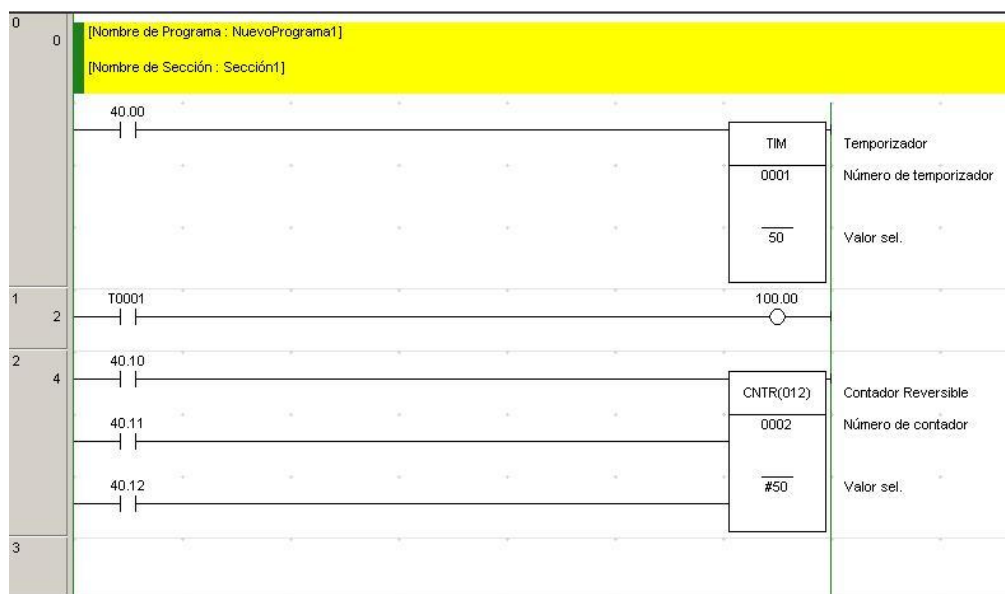 0
0
[Nombre de Programa : NuevoPrograma1]
[Nombre de Sección : Sección1]
40.00
TIM
Temporizador
0001
Número de temporizador
50
Valor sel.
1
2
T0001
100.00
2
4
40.10
CNTR(012)
Contador Reversible
40.11
0002
Número de contador
40.12
#50
Valor sel.
3